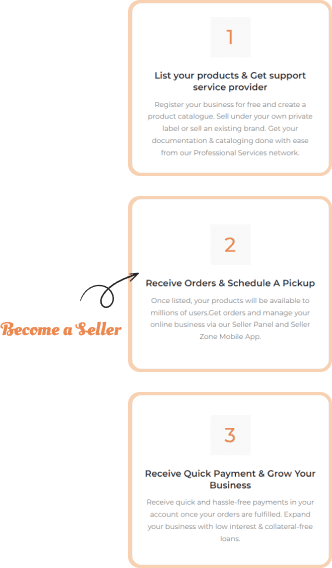 1
List your products & Get support
service provider
Register your business for free and create a
product catalogue. Sell under your own private
label or sell an existing brand. Get your
documentation & cataloging done with ease
from our Professional Services network.
2
Receive Orders & Schedule A Pickup
Once listed, your products will be available to
millions of users.Get orders and manage your
online business via our Seller Panel and Seller
Zone Mobile App.
Become a Seller
3
Receive Quick Payment & Grow Your
Business
Receive quick and hassle-free payments in your
account once your orders are fulfilled. Expand
your business with low interest & collateral-free
loans.